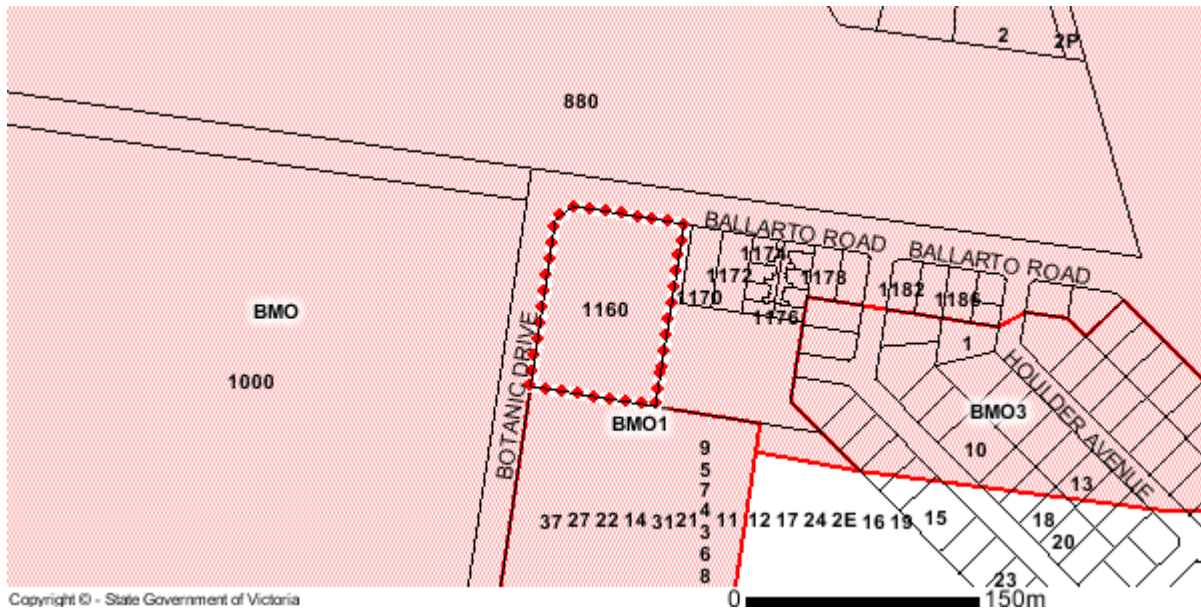 2
2P
880
BALLARTO ROAD
BALLARTO ROAD
1174
1172
1178
1170
1182
1186
1176
BMO
1160
1
1000
BOTANIC DRIVE
HOULDER AVENUE
BMO1
BMO3
10
13
9
5
7
4
3
6
8
37 27 22 14 31 21 11 12 17 24 2E 16 19 15
18
20
23
Copyright © - State Government of Victoria
0 150m